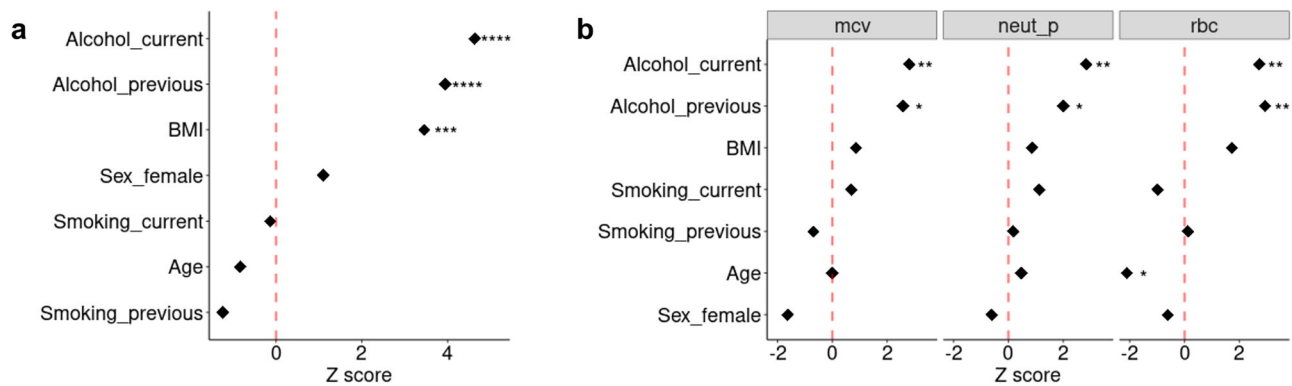 a
Alcohol_current
****
Alcohol_previous
****
BMI
***
Sex_female
Smoking_current
Age
Smoking_previous
0 2 4
Z score
b
mcv neut_p rbc
Alcohol_current
** ** **
Alcohol_previous
* * **
BMI
Smoking_current
Smoking_previous
Age
*
Sex_female
-2 0 2 -2 0 2 -2 0 2
Z score